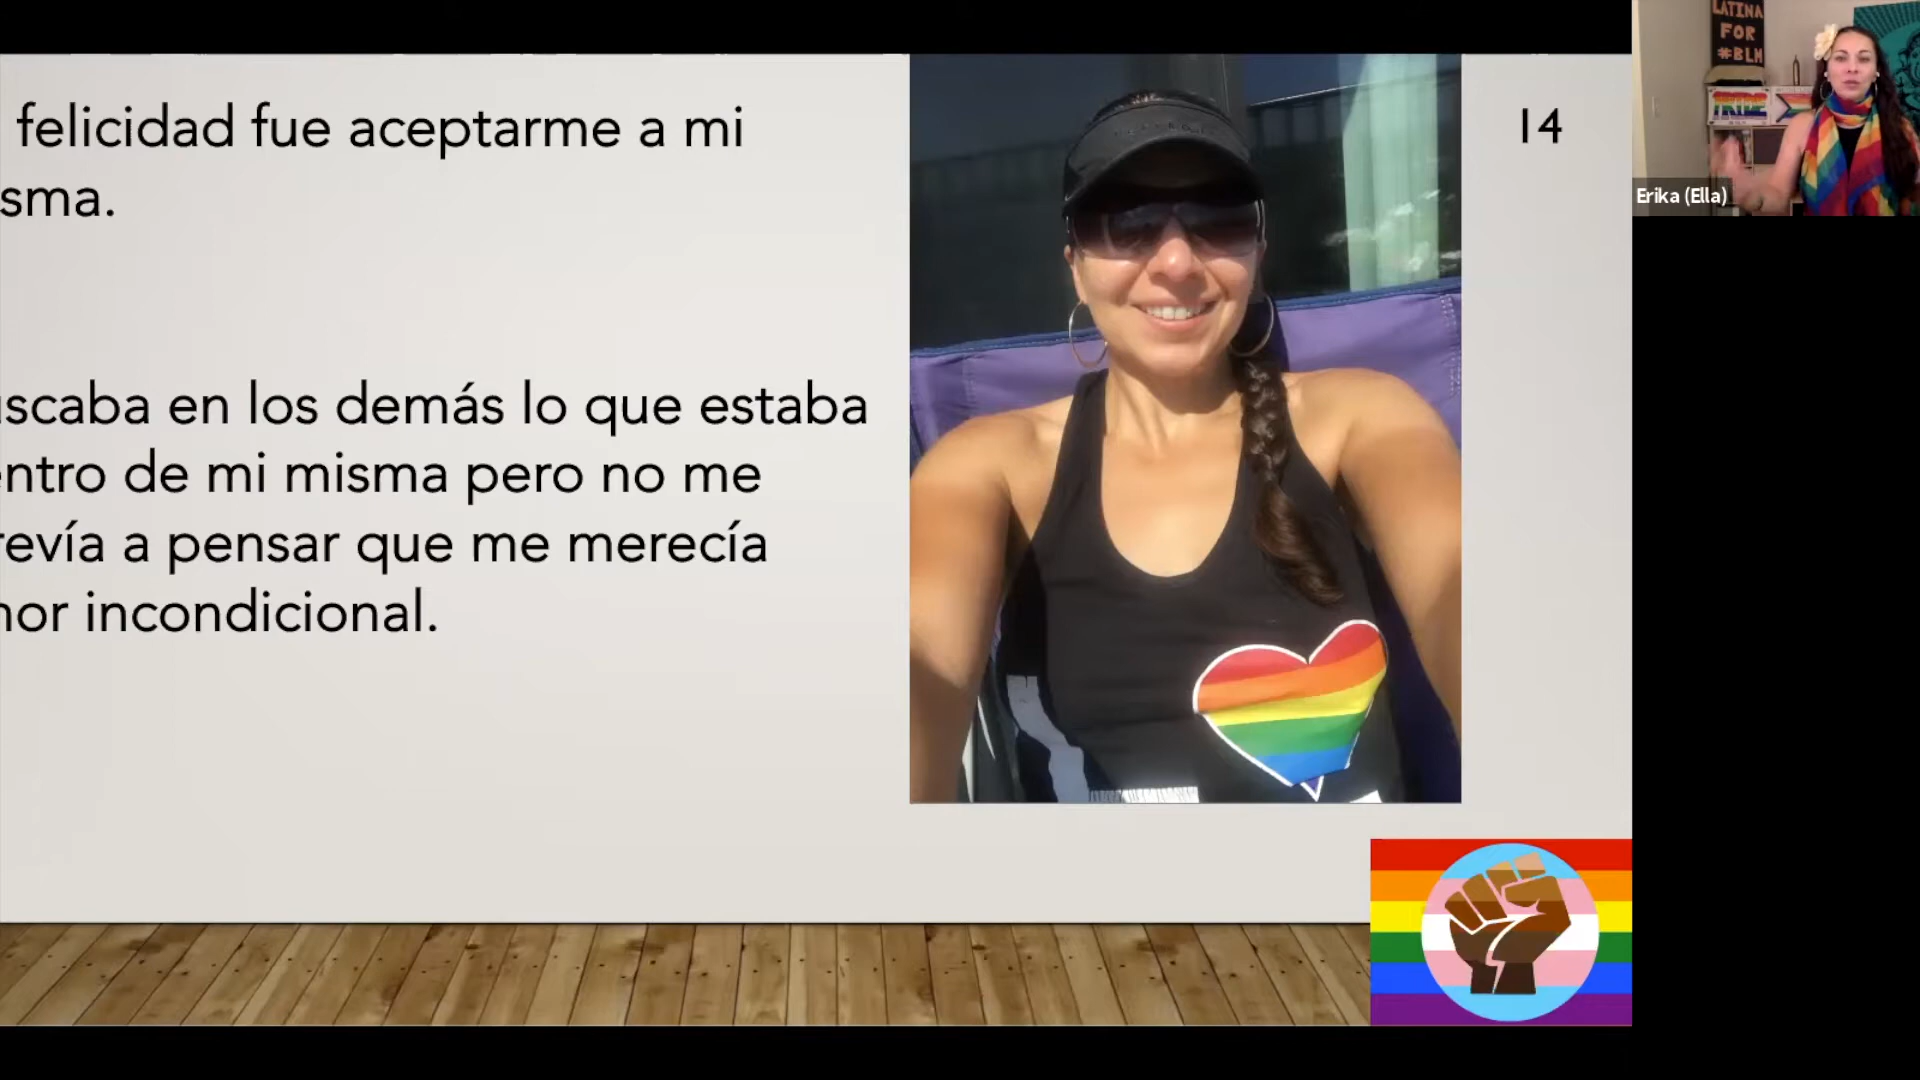 felicidad fue aceptarme a mi
sma.
scaba en los demás lo que estaba
ntro de mi misma pero no me
revía a pensar que me merecía
or incondicional.
14
LATINA
FOR
#BLM
PRIDE
Erika (Ella)